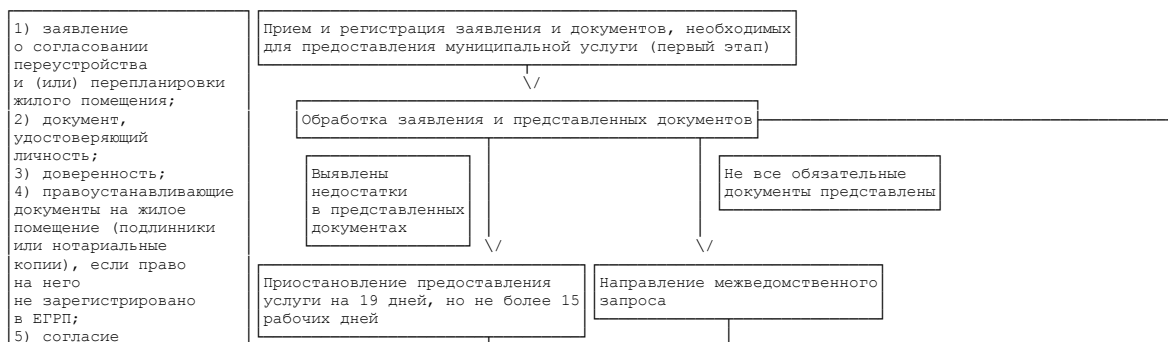 1) заявление
о согласовании
переустройства
и (или) перепланировки
жилого помещения;
2) документ,
удостоверяющий
личность;
3) доверенность;
4) правоустанавливающие
документы на жилое
помещение (подлинники
или нотариальные
копии), если право
на него
не зарегистрировано
в ЕГРП;
5) согласие
Прием и регистрация заявления и документов, необходимых
для предоставления муниципальной услуги (первый этап)
Обработка заявления и представленных документов
Выявлены
недостатки
в представленных
документах
Не все обязательные
документы представлены
Приостановление предоставления
услуги на 19 дней, но не более 15
рабочих дней
Направление межведомственного
запроса